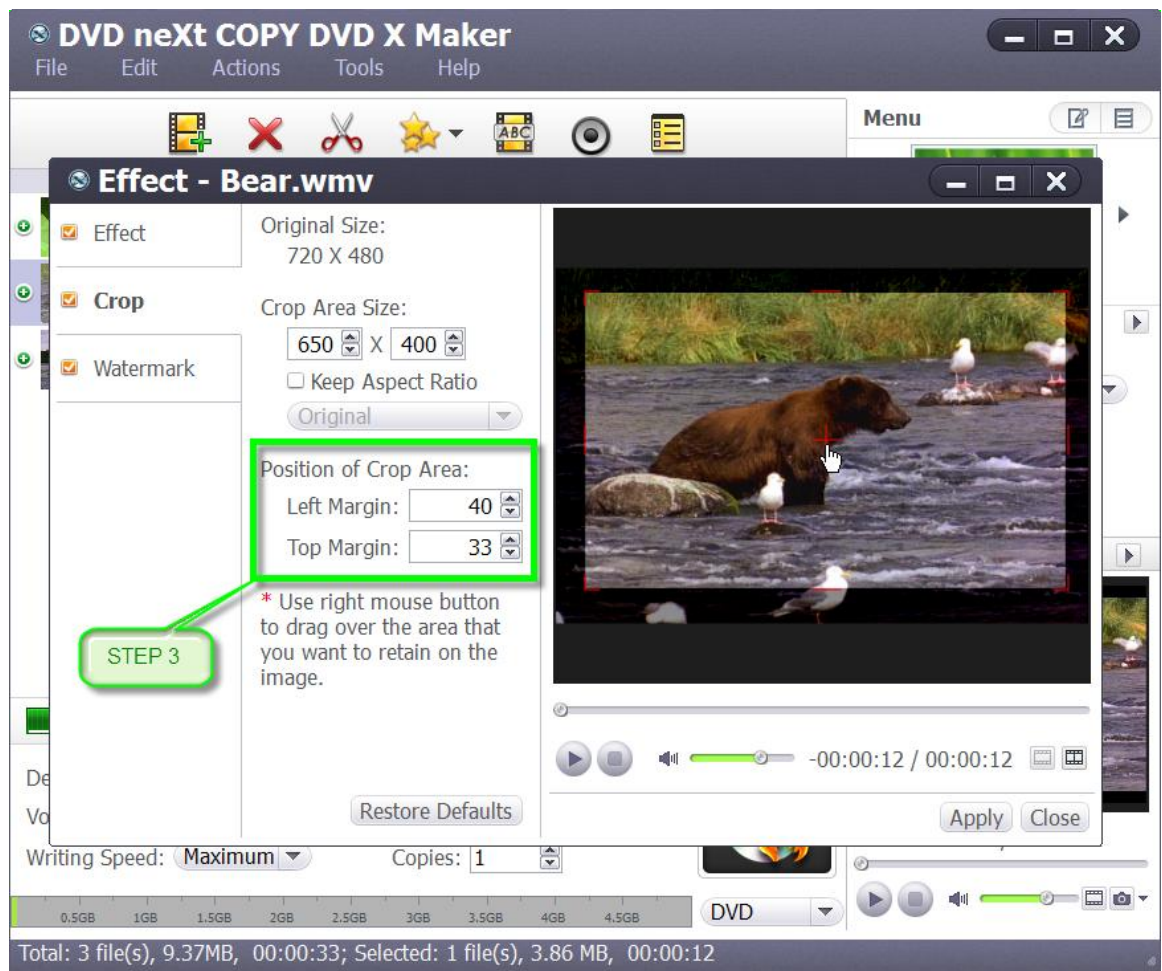 DVD neXt COPY DVD X Maker
File Edit Actions Tools Help
ABC
Menu
Effect - Bear.wmv
Effect
Crop
Watermark
Original Size:
720 X 480
Crop Area Size:
650 X 400
Keep Aspect Ratio
Original
Position of Crop Area:
Left Margin: 40
Top Margin: 33
* Use right mouse button
to drag over the area that
you want to retain on the
image.
STEP 3
-00:00:12 / 00:00:12
Restore Defaults
Apply Close
De
Vo
Writing Speed: Maximum Copies: 1
0.5GB 1GB 1.5GB 2GB 2.5GB 3GB 3.5GB 4GB 4.5GB
DVD
Total: 3 file(s), 9.37MB, 00:00:33; Selected: 1 file(s), 3.86 MB, 00:00:12